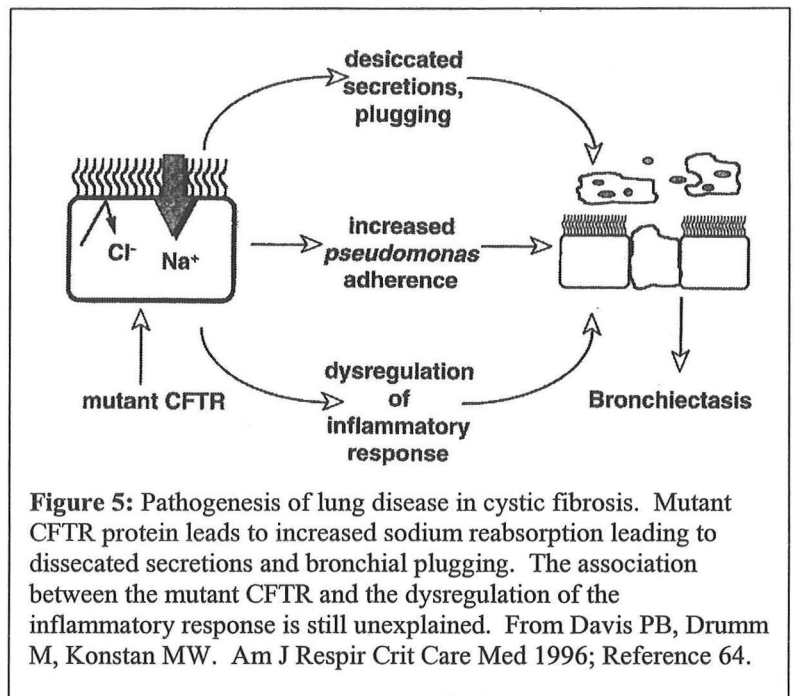 desiccated
secretions,
plugging
Cl-
Na+
increased
pseudomonas
adherence
mutant CFTR
dysregulation
of
inflammatory
response
Bronchiectasis
Figure 5: Pathogenesis of lung disease in cystic fibrosis. Mutant
CFTR protein leads to increased sodium reabsorption leading to
dissecated secretions and bronchial plugging. The association
between the mutant CFTR and the dysregulation of the
inflammatory response is still unexplained. From Davis PB, Drumm
M, Konstan MW. Am J Respir Crit Care Med 1996; Reference 64.